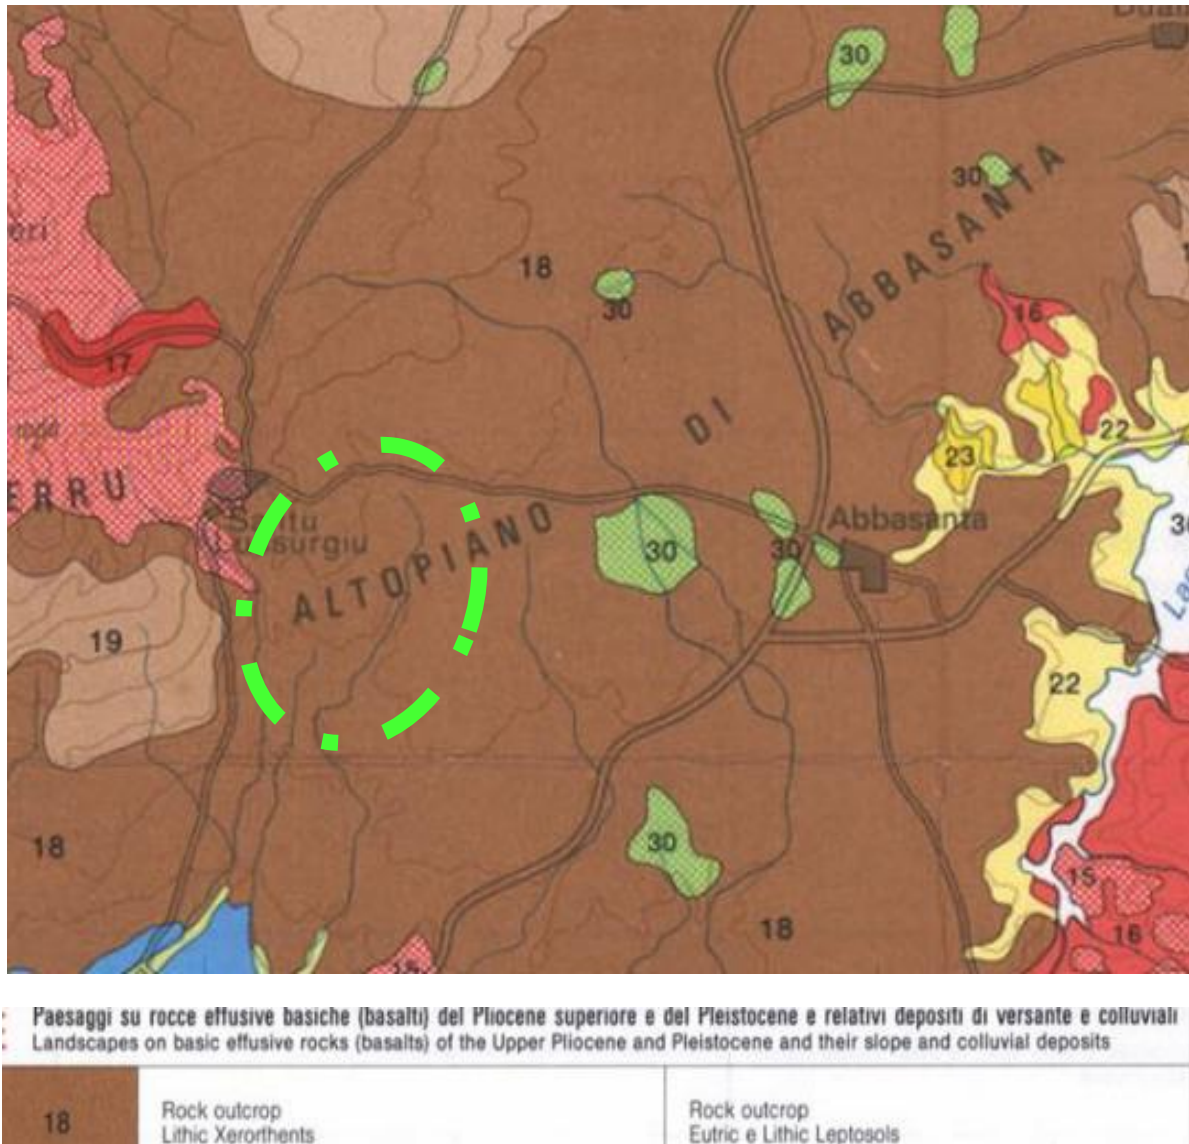 30
30
18
30
ABBASANTA
16
17
DI
22
23
ERRU
Santu
Lussurgiu
ALTOPIANO
Abbasanta
30
30
19
22
18
30
15
18
16
Paesaggi su rocce effusive basiche (basalti) del Pliocene superiore e del Pleistocene e relativi depositi di versante e colluviali
Landscapes on basic effusive rocks (basalts) of the Upper Pliocene and Pleistocene and their slope and colluvial deposits
18
Rock outcrop
Lithic Xerorthents
Rock outcrop
Eutric e Lithic Leptosols